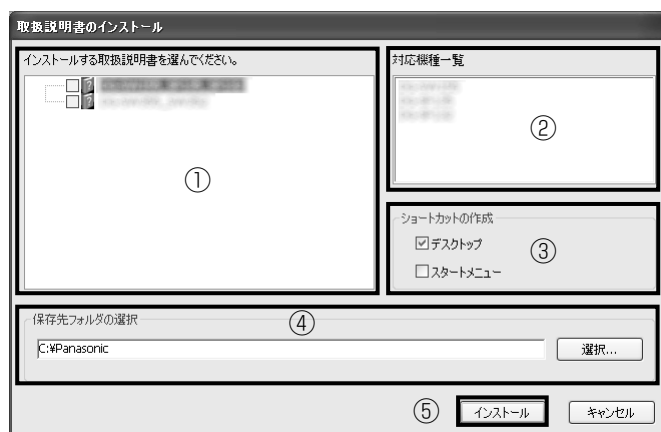 取扱説明書のインストール
インストールする取扱説明書を選んでください。
①
対応機種一覧
②
ショートカットの作成
デスクトップ
スタートメニュー
③
保存先フォルダの選択
④
C:¥Panasonic
選択...
⑤
インストール
キャンセル